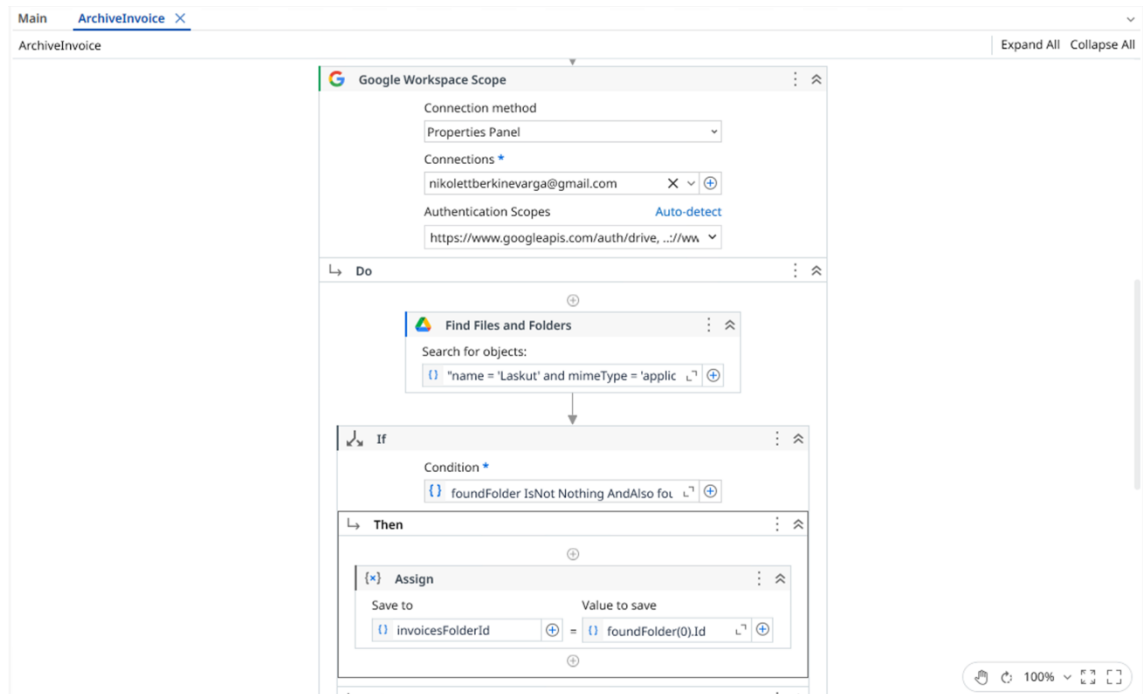 Main ArchiveInvoice
ArchiveInvoice Expand All Collapse All
Google Workspace Scope
Connection method
Properties Panel
Connections *
nikolettberkinevarga@gmail.com
Authentication Scopes Auto-detect
https://www.googleapis.com/auth/drive, ..://ww
Do
Find Files and Folders
Search for objects:
"name = 'Laskut' and mimeType = 'applic
If
Condition *
foundFolder IsNot Nothing AndAlso fou
Then
Assign
Save to Value to save
invoicesFolderId = foundFolder(0).Id
100%